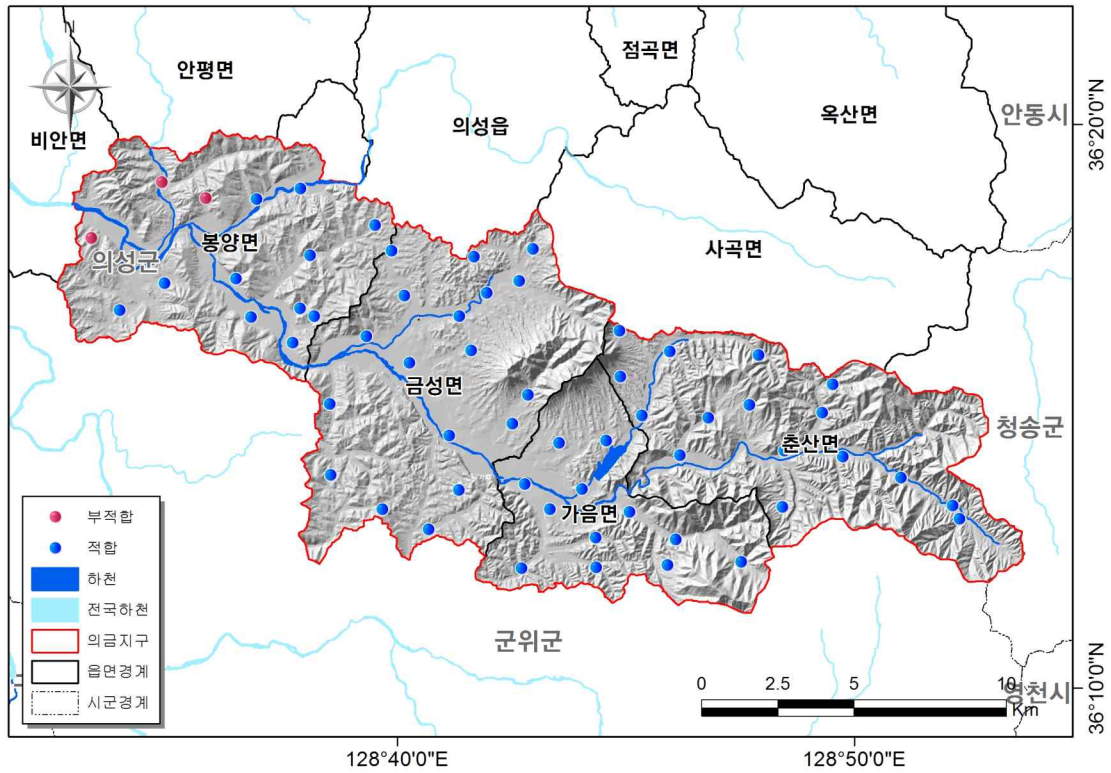 N
안평면
점곡면
비안면
의성읍
옥산면
안동시
36°20'0"N
봉양면
의성군
사곡면
금성면
춘산면
청송군
가음면
부적합
적합
하천
전국하천
의금지구
읍면경계
시군경계
군위군
영천시
0 2.5 5 10
Km
36°10'0"N
128°40'0"E
128°50'0"E